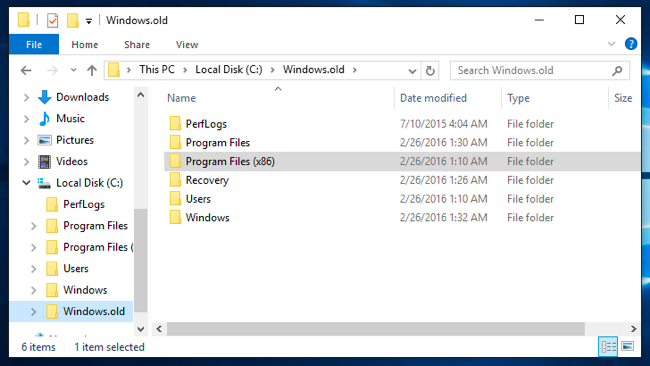 Windows.old
File Home Share View
This PC Local Disk (C:) Windows.old Search Windows.old
Name Date modified Type Size
Downloads
Music
Pictures
Videos
Local Disk (C:)
PerfLogs
Program Files
Program Files (
Users
Windows
Windows.old
PerfLogs 7/10/2015 4:04 AM File folder
Program Files 2/26/2016 1:30 AM File folder
Program Files (x86) 2/26/2016 1:10 AM File folder
Recovery 2/26/2016 1:26 AM File folder
Users 2/26/2016 1:10 AM File folder
Windows 2/26/2016 1:32 AM File folder
6 items 1 item selected